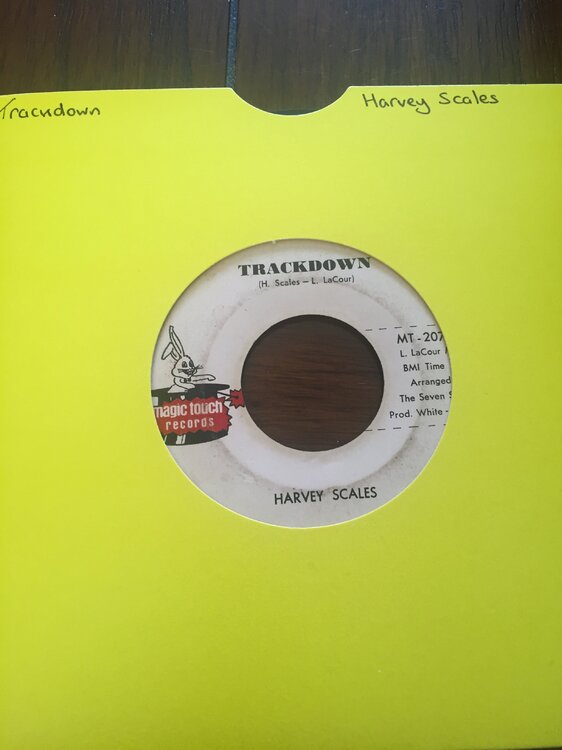 Trackdown
Harvey Scales
TRACKDOWN
(H. Scales - L. LaCour)
MT-207
L. LaCour
BMI Time
Arranged
The Seven
Prod. White -
magic touch
records
HARVEY SCALES